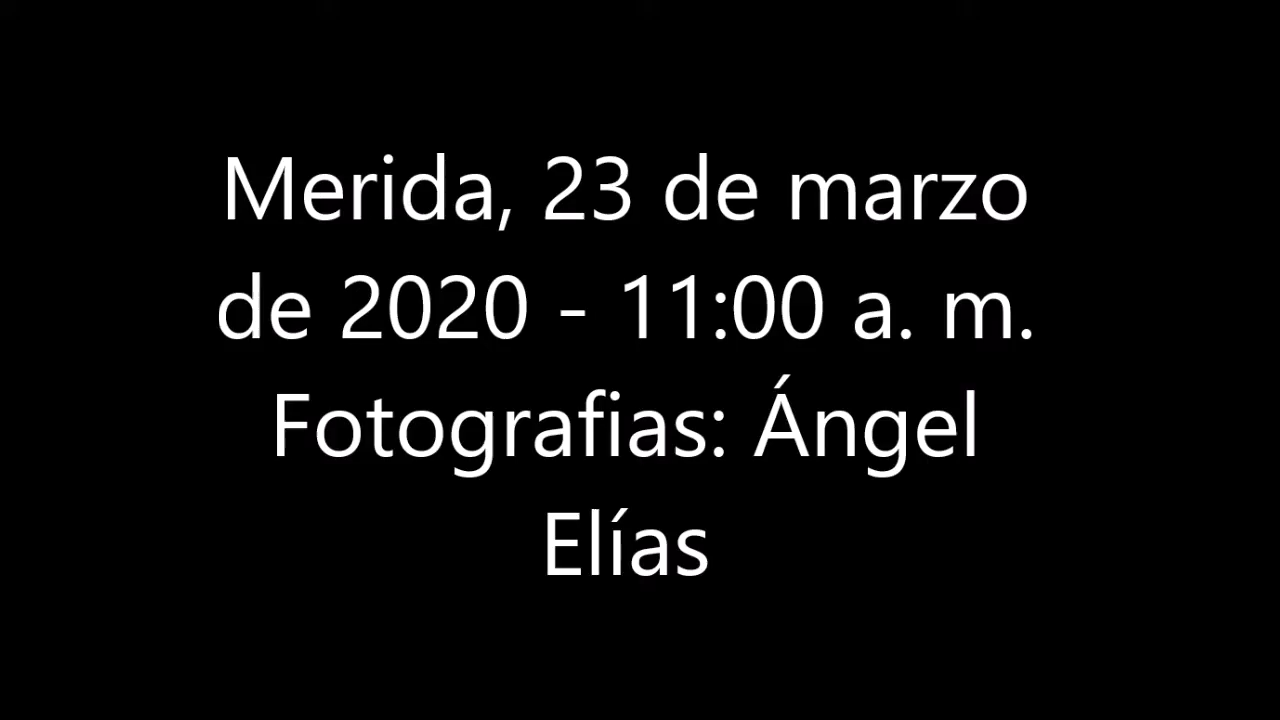 Merida, 23 de marzo
de 2020 - 11:00 a. m.
Fotografias: Ángel
Elías